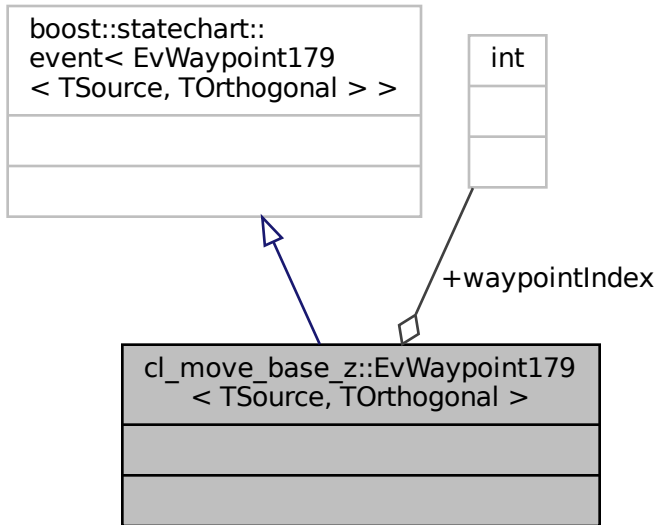 boost::statechart::
event< EvWaypoint179
< TSource, TOrthogonal > >
int
+waypointIndex
cl_move_base_z::EvWaypoint179
< TSource, TOrthogonal >